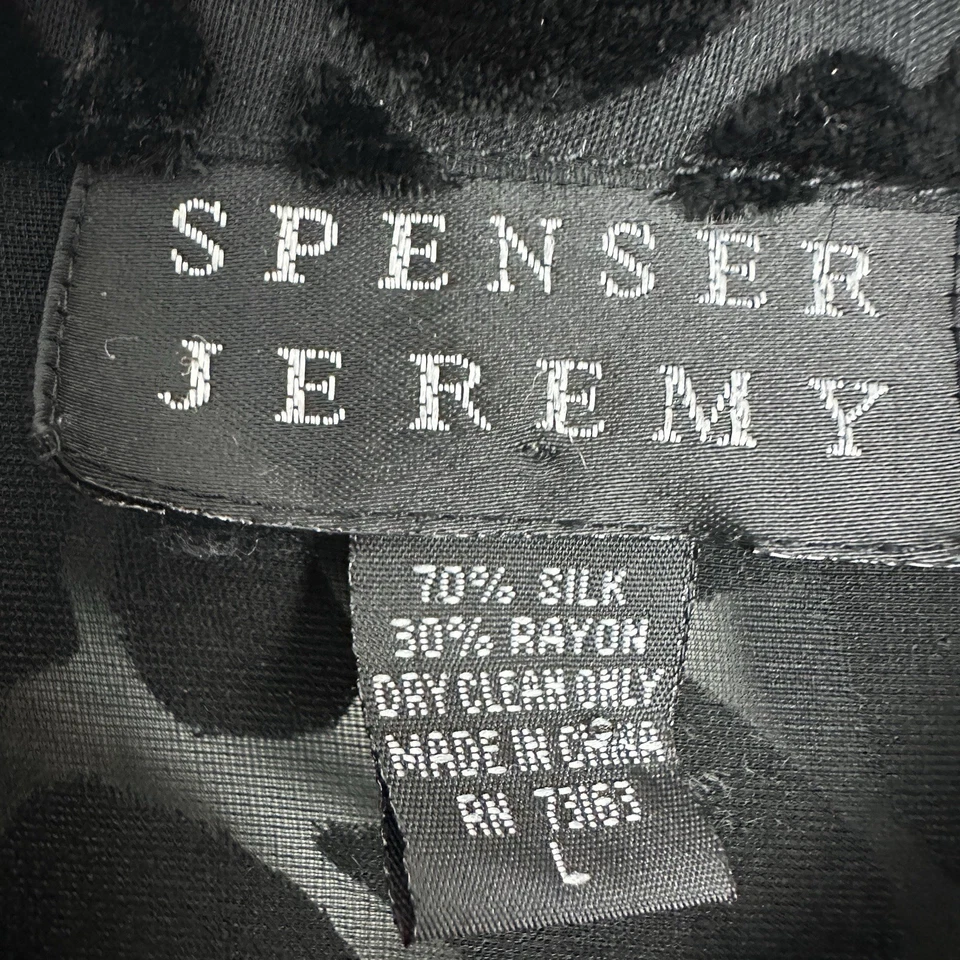 SPENSER
JEREMY
70% SILK
30% RAYON
DRY CLEAN ONLY
MADE IN CHINA
RN 73163
L